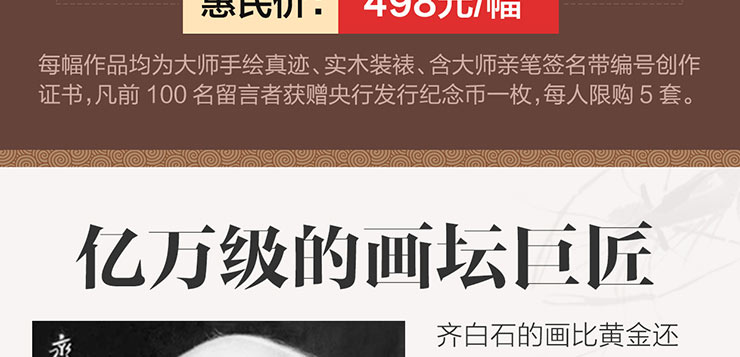 惠民价：498元/幅
每幅作品均为大师手绘真迹、实木装裱、含大师亲笔签名带编号创作
证书，凡前100名留言者获赠央行发行纪念币一枚，每人限购5套。
亿万级的画坛巨匠
齐白石的画比黄金还